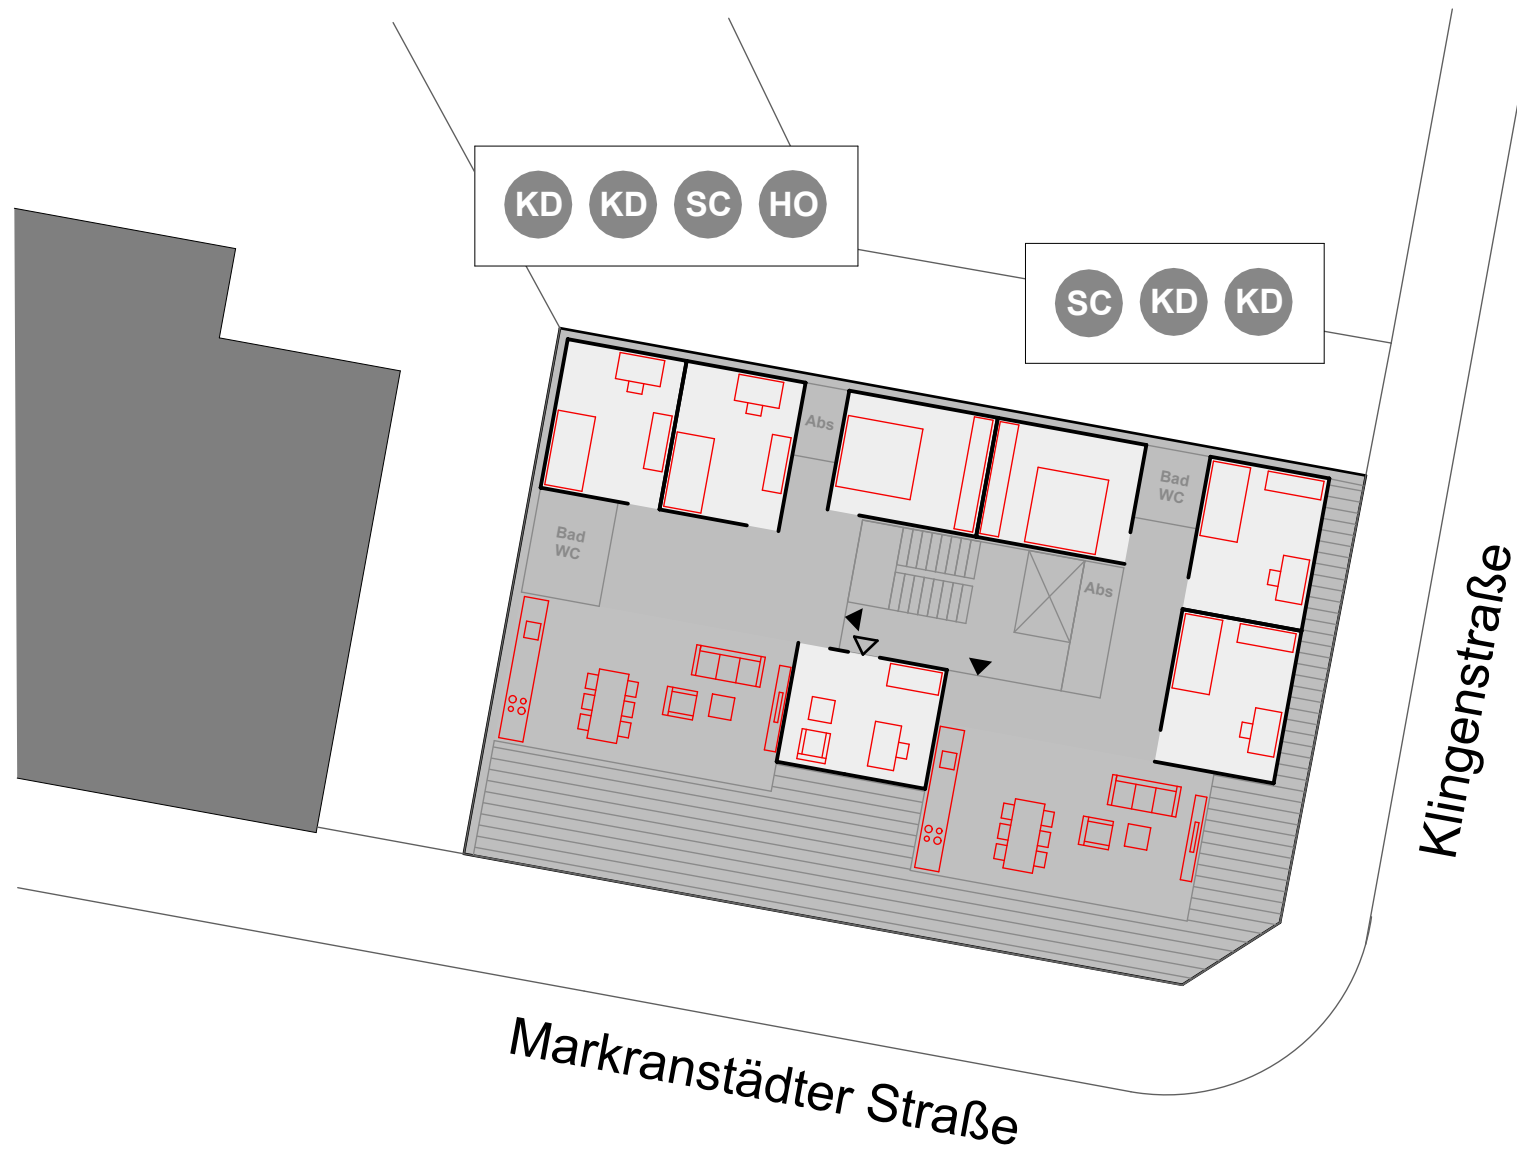 KD KD SC HO
SC KD KD
Abs
Bad
WC
Bad
WC
Abs
Klingenstraße
Markranstädter Straße